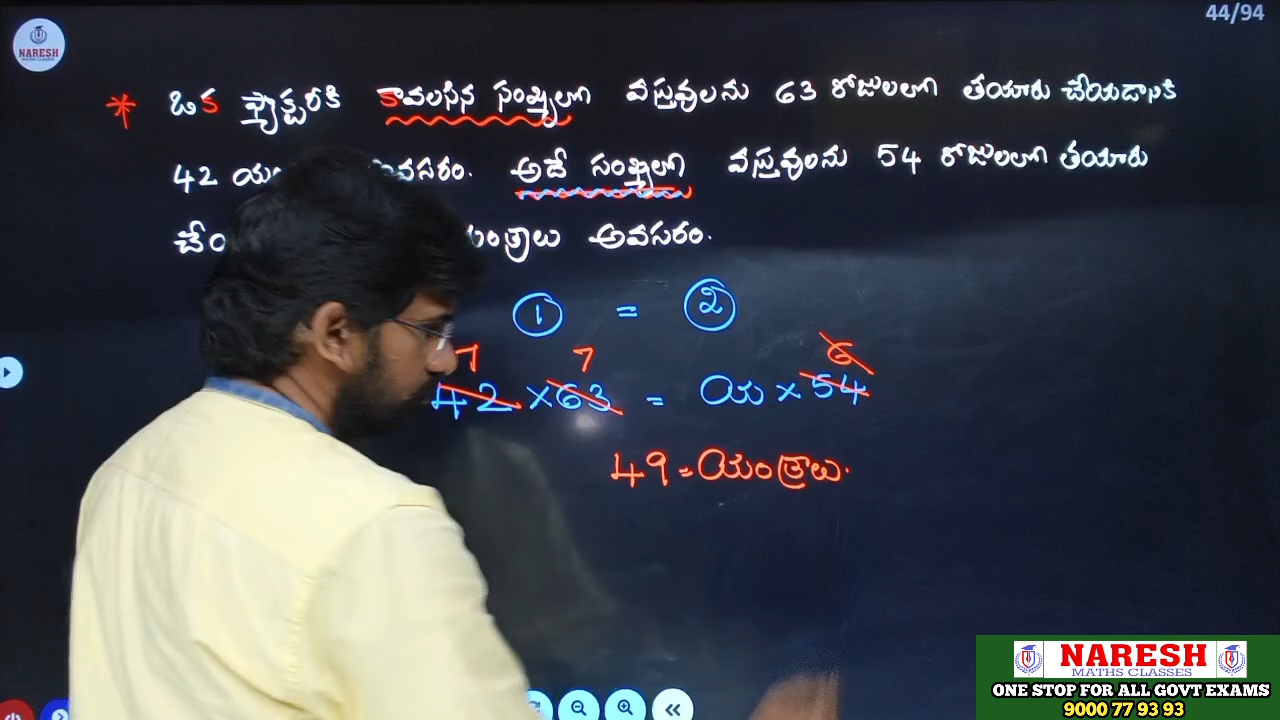 44/94
NARESH
MATHS CLASSES
* ఒక ఫ్యాక్టరీకి కావలసిన సంఖ్యలో వస్తువులను 63 రోజులలో తయారు చేయడానికి
42 అవసరం. అదే సంఖ్యలో వస్తువులను 54 రోజులలో తయారు
అవసరం.
1 = 2
7 7 6
42 × 63 = యం × 54
49 = యంత్రాలు.
NARESH
MATHS CLASSES
ONE STOP FOR ALL GOVT EXAMS
9000 77 93 93